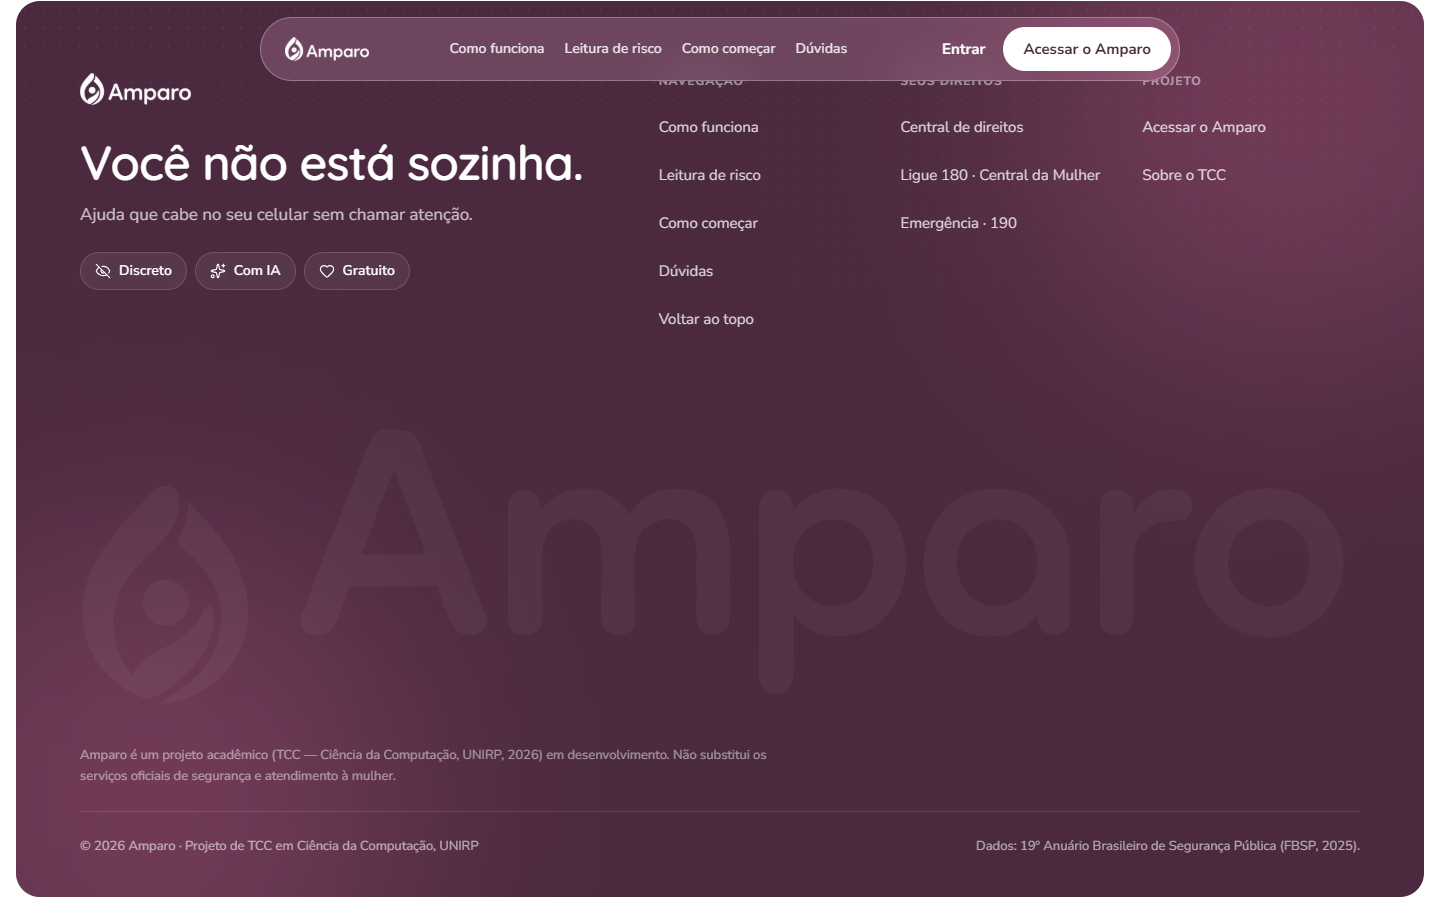 Amparo
Como funciona
Leitura de risco
Como começar
Dúvidas
Entrar
Acessar o Amparo
Amparo
Você não está sozinha.
Ajuda que cabe no seu celular sem chamar atenção.
Discreto
Com IA
Gratuito
NAVEGAÇÃO
Como funciona
Leitura de risco
Como começar
Dúvidas
Voltar ao topo
SEUS DIREITOS
Central de direitos
Ligue 180 · Central da Mulher
Emergência · 190
PROJETO
Acessar o Amparo
Sobre o TCC
Amparo
Amparo é um projeto acadêmico (TCC — Ciência da Computação, UNIRP, 2026) em desenvolvimento. Não substitui os
serviços oficiais de segurança e atendimento à mulher.
© 2026 Amparo · Projeto de TCC em Ciência da Computação, UNIRP
Dados: 19º Anuário Brasileiro de Segurança Pública (FBSP, 2025).